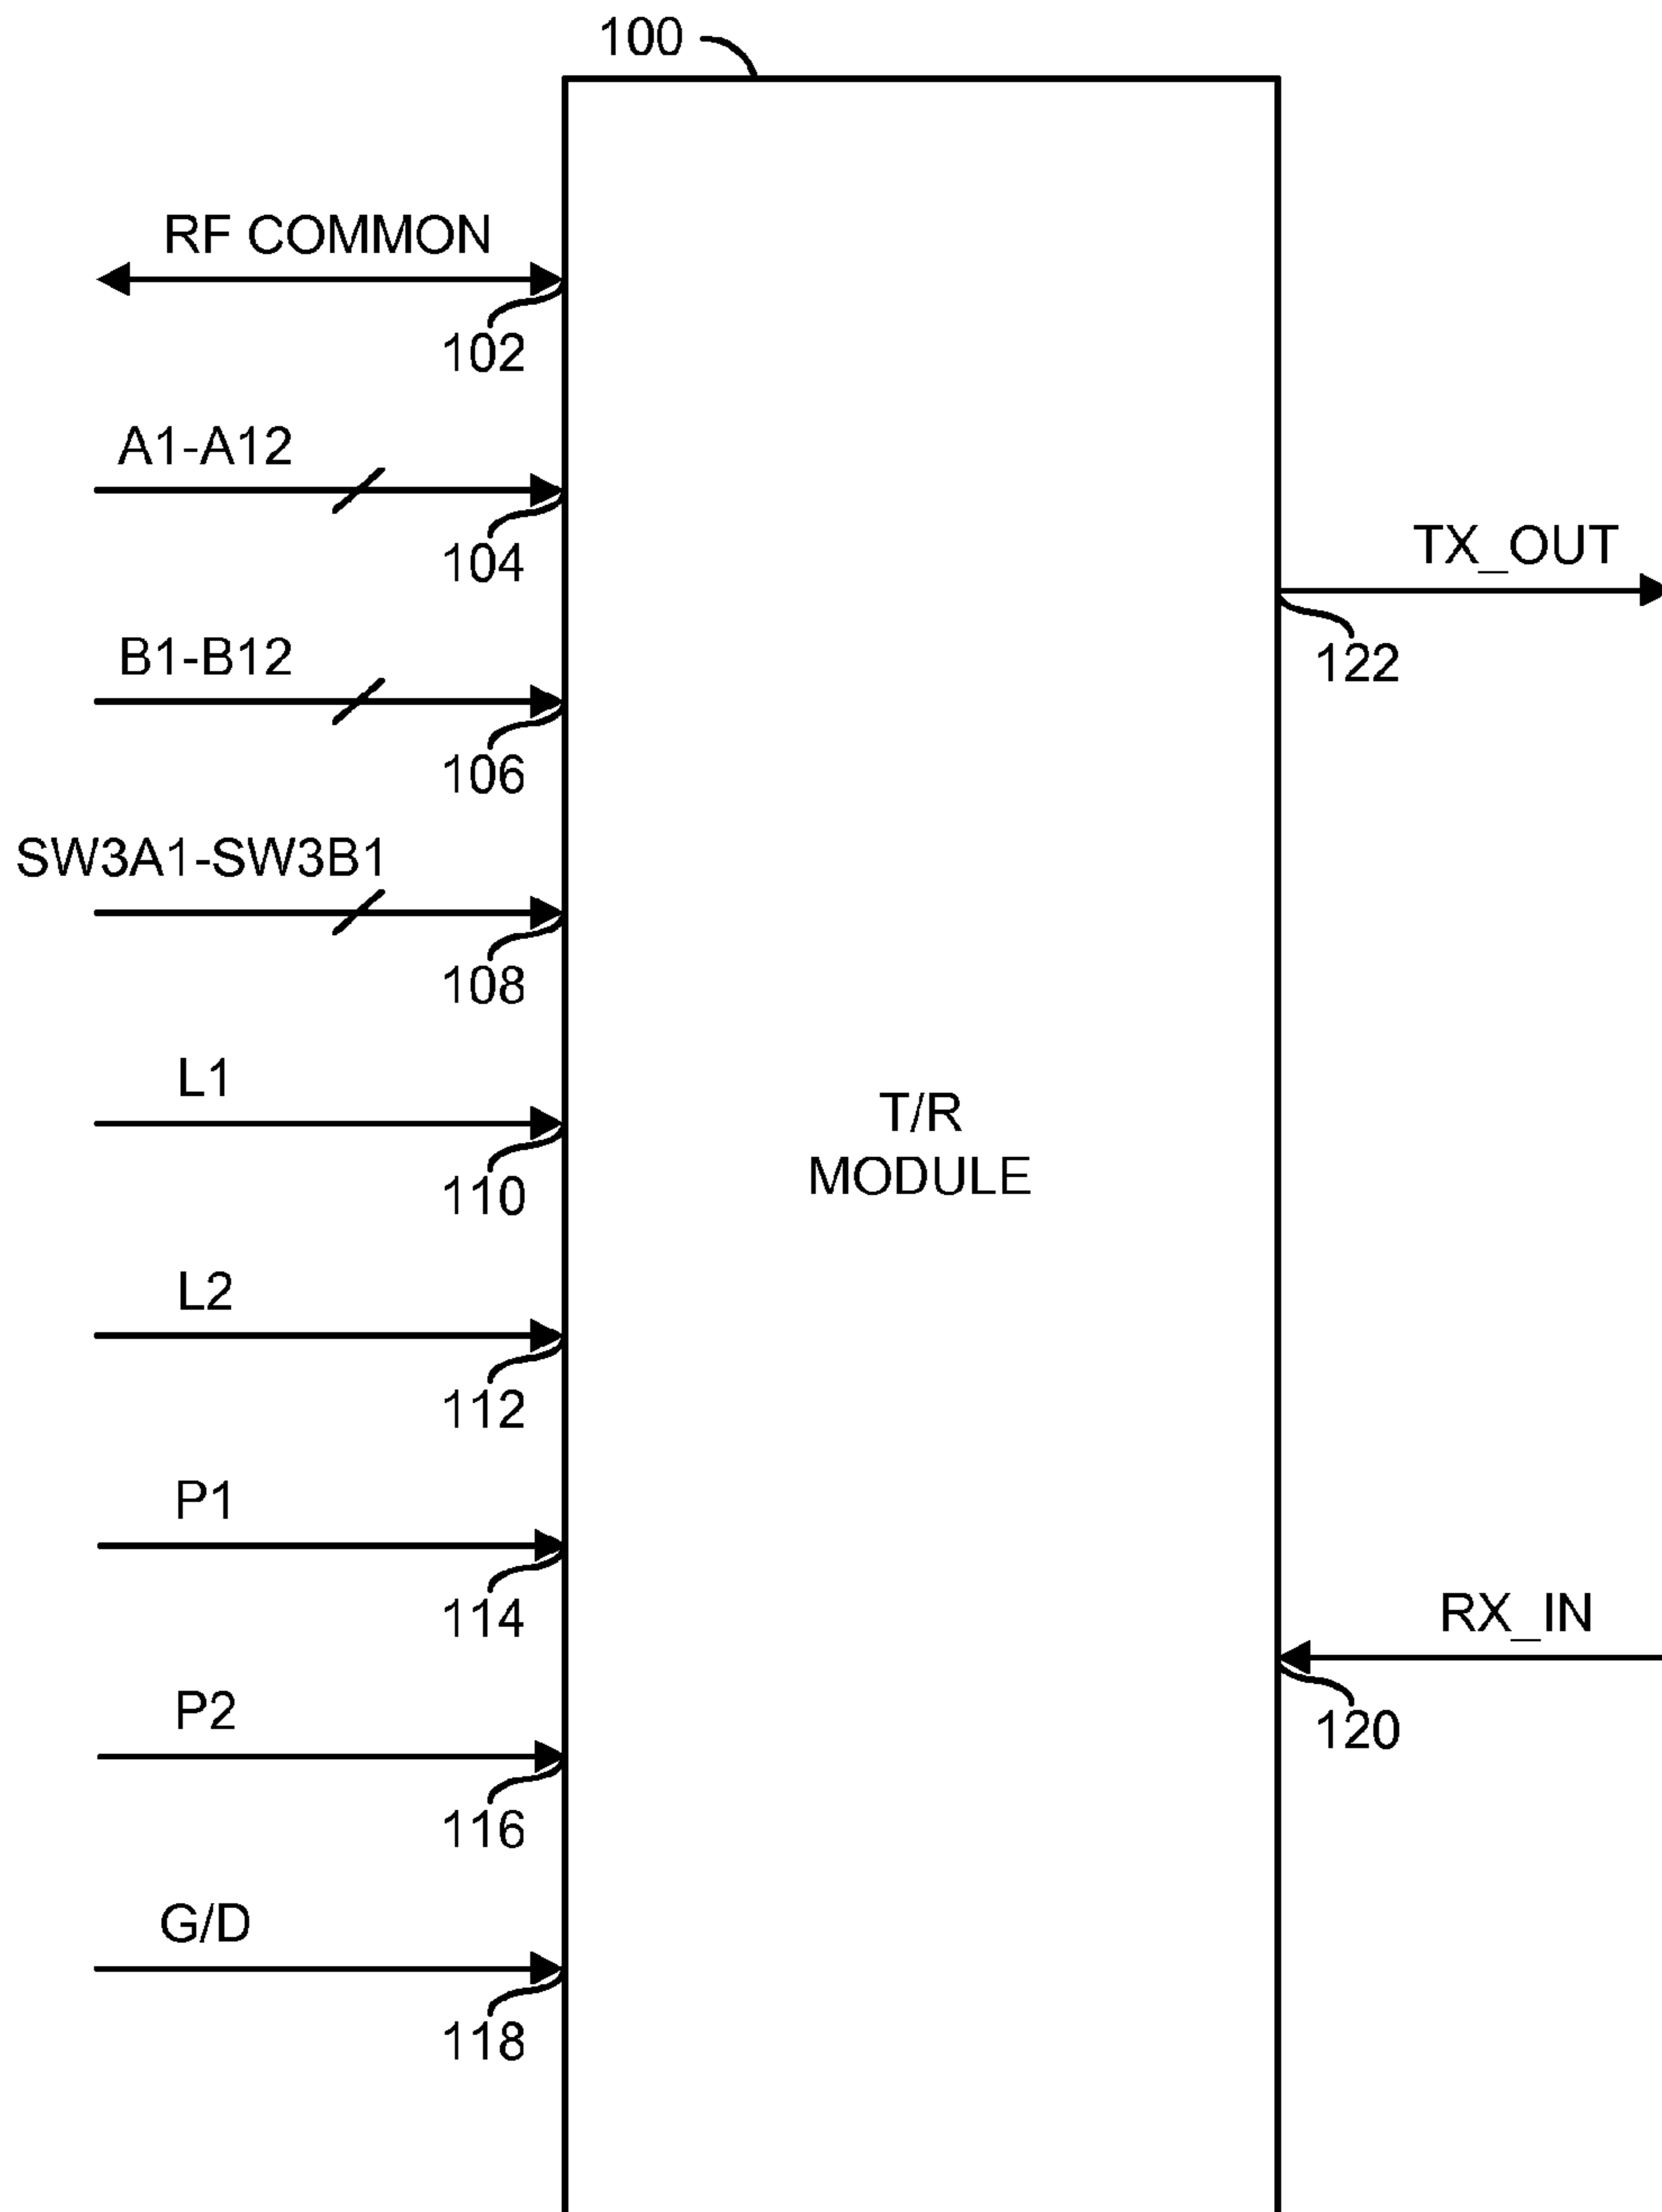 100
RF COMMON
102
A1-A12
104
TX_OUT
B1-B12
122
106
SW3A1-SW3B1
108
L1
T/R
MODULE
110
L2
112
P1
114
RX_IN
P2
120
116
G/D
118